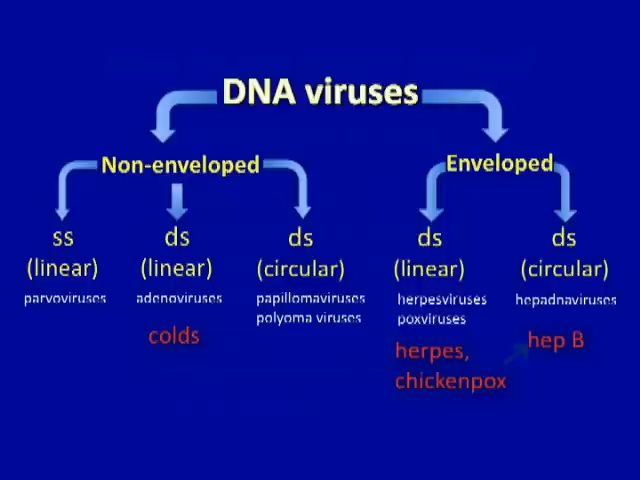 DNA viruses
Non-enveloped
Enveloped
ss
(linear)
parvoviruses
ds
(linear)
adenoviruses
colds
ds
(circular)
papillomaviruses
polyoma viruses
ds
(linear)
herpesviruses
poxviruses
herpes,
chickenpox
ds
(circular)
hepadnaviruses
hep B